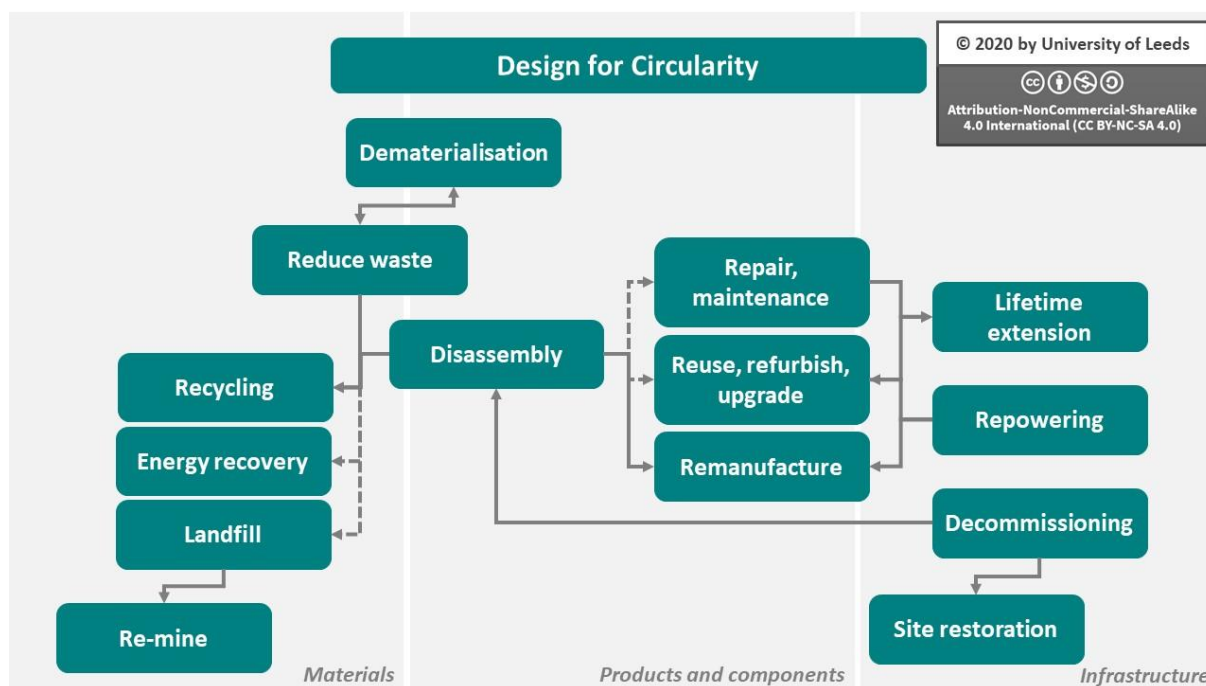 Design for Circularity
© 2020 by University of Leeds
Attribution-NonCommercial-ShareAlike
4.0 International (CC BY-NC-SA 4.0)
Dematerialisation
Reduce waste
Repair,
maintenance
Lifetime
extension
Disassembly
Reuse, refurbish,
upgrade
Recycling
Repowering
Energy recovery
Remanufacture
Landfill
Decommissioning
Re-mine
Site restoration
Materials
Products and components
Infrastructure